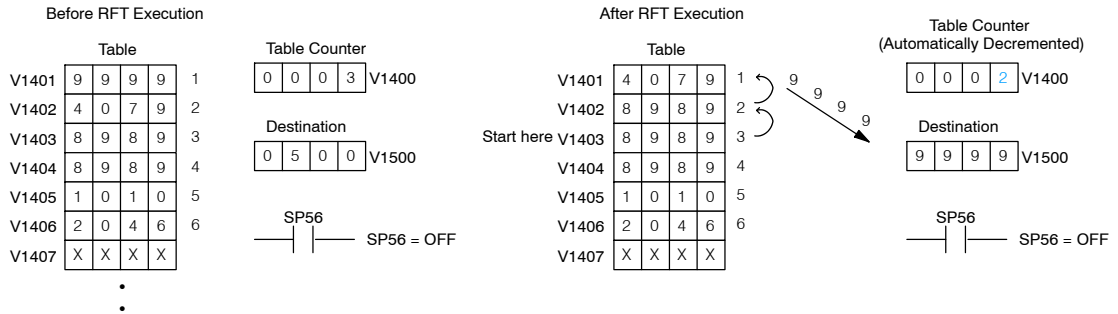 Before RFT Execution
Table
V1401 9 9 9 9 1
V1402 4 0 7 9 2
V1403 8 9 8 9 3
V1404 8 9 8 9 4
V1405 1 0 1 0 5
V1406 2 0 4 6 6
V1407 X X X X
Table Counter
0 0 0 3 V1400
Destination
0 5 0 0 V1500
SP56
SP56 = OFF
After RFT Execution
Table
V1401 4 0 7 9 1
V1402 8 9 8 9 2
Start here V1403 8 9 8 9 3
V1404 8 9 8 9 4
V1405 1 0 1 0 5
V1406 2 0 4 6 6
V1407 X X X X
9 9 9 9
Table Counter
(Automatically Decremented)
0 0 0 2 V1400
Destination
9 9 9 9 V1500
SP56
SP56 = OFF